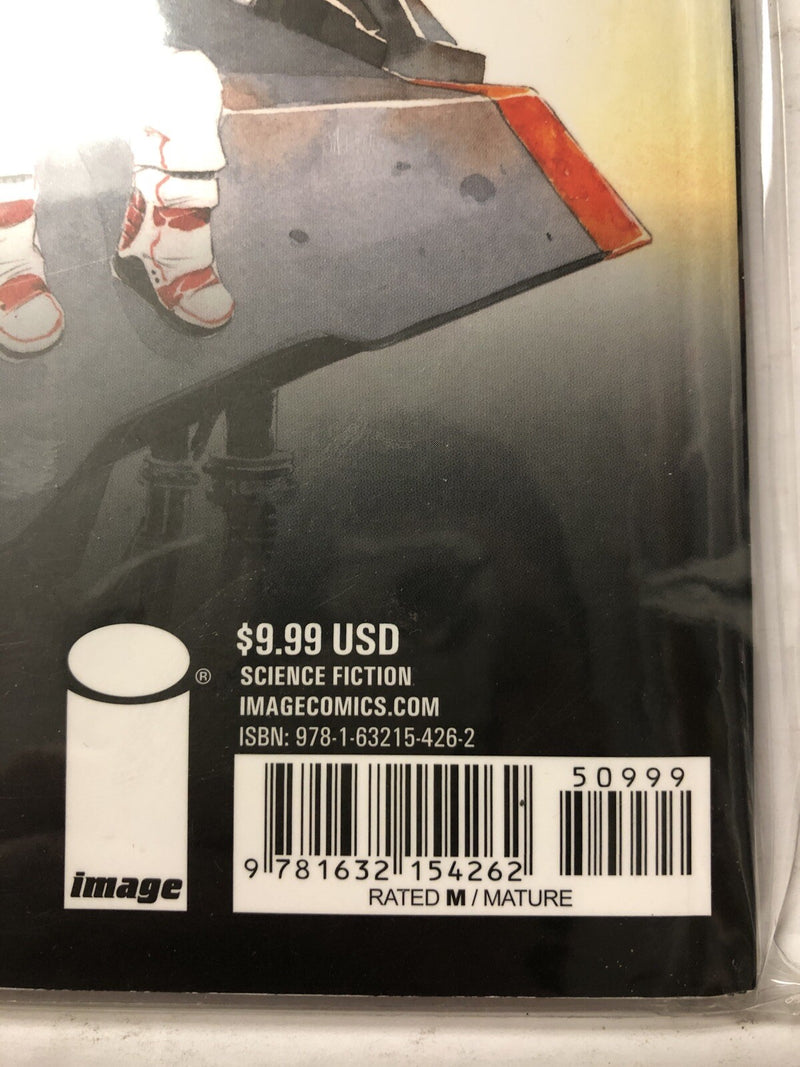 $9.99 USD
SCIENCE FICTION
IMAGECOMICS.COM
ISBN: 978-1-63215-426-2
50999
9 781632 154262
RATED M / MATURE
image
®